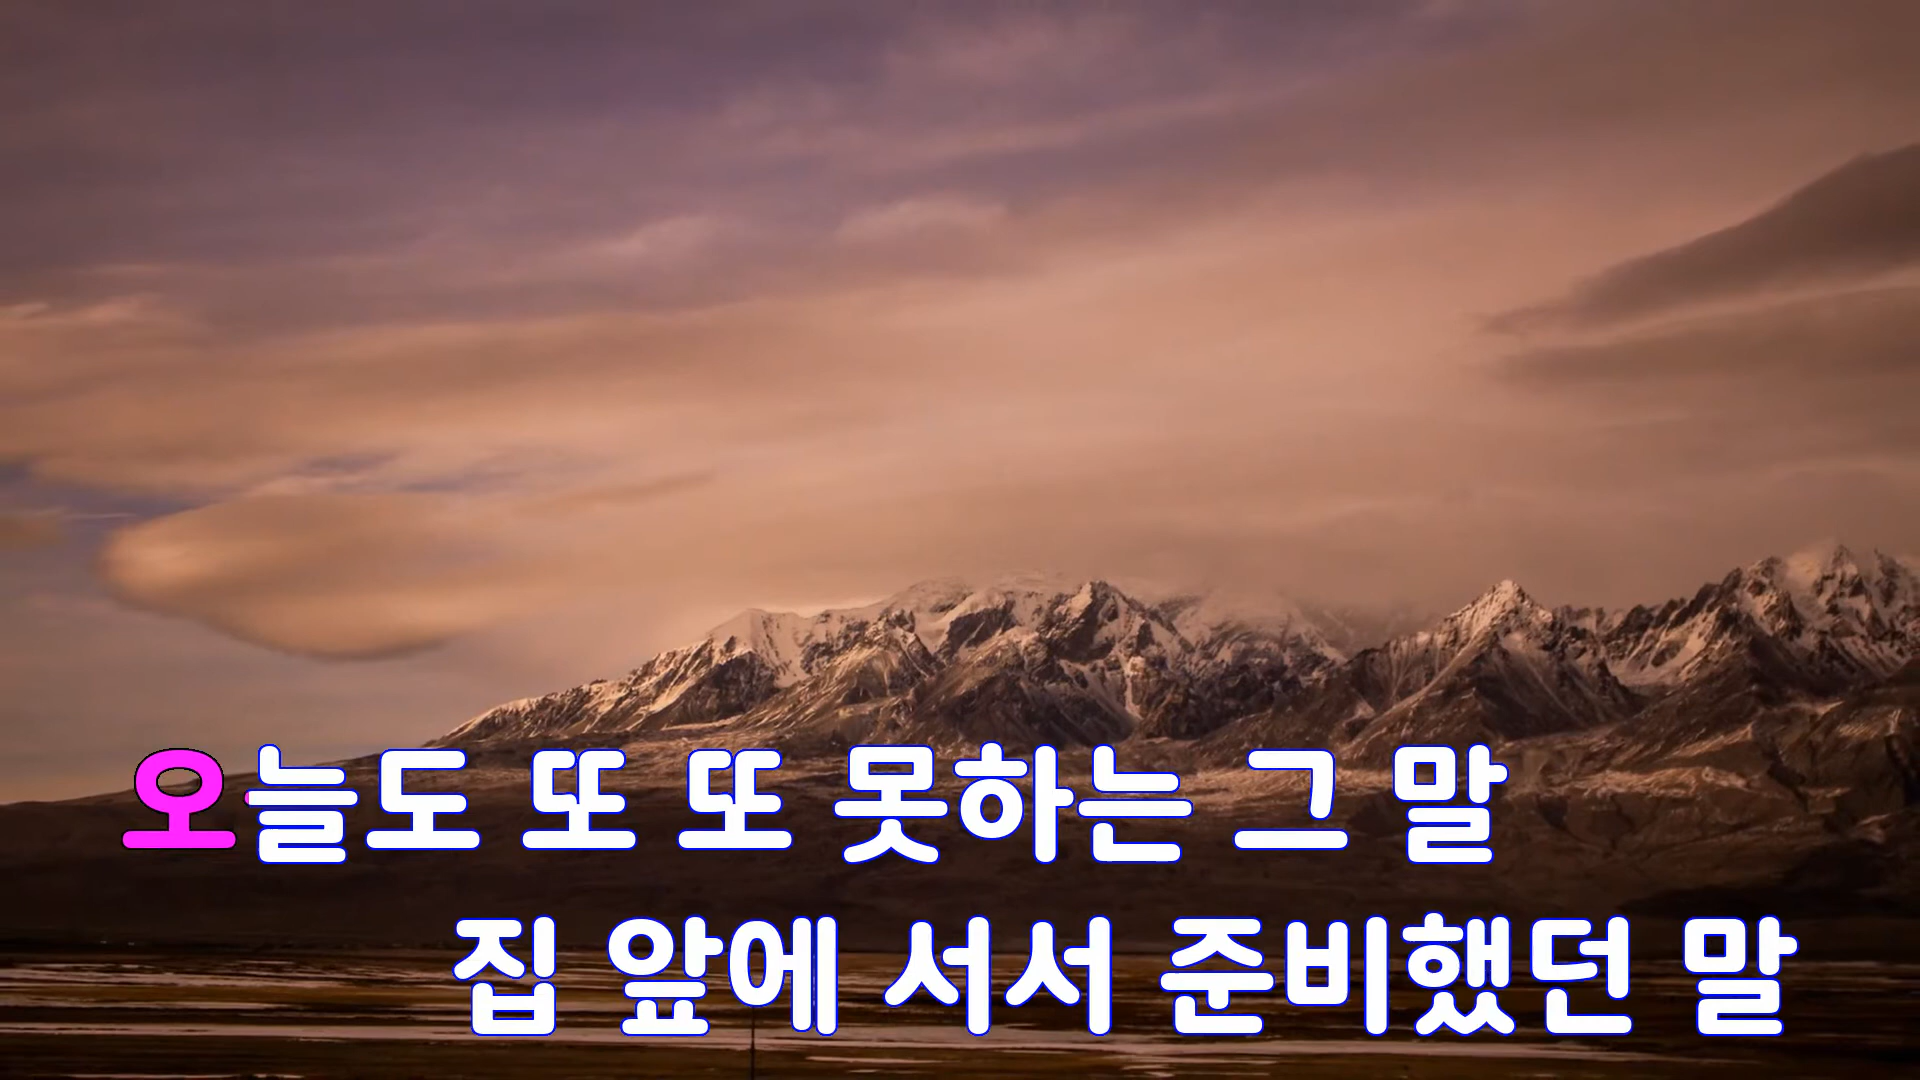 오늘도 또 또 못하는 그 말
집 앞에 서서 준비했던 말